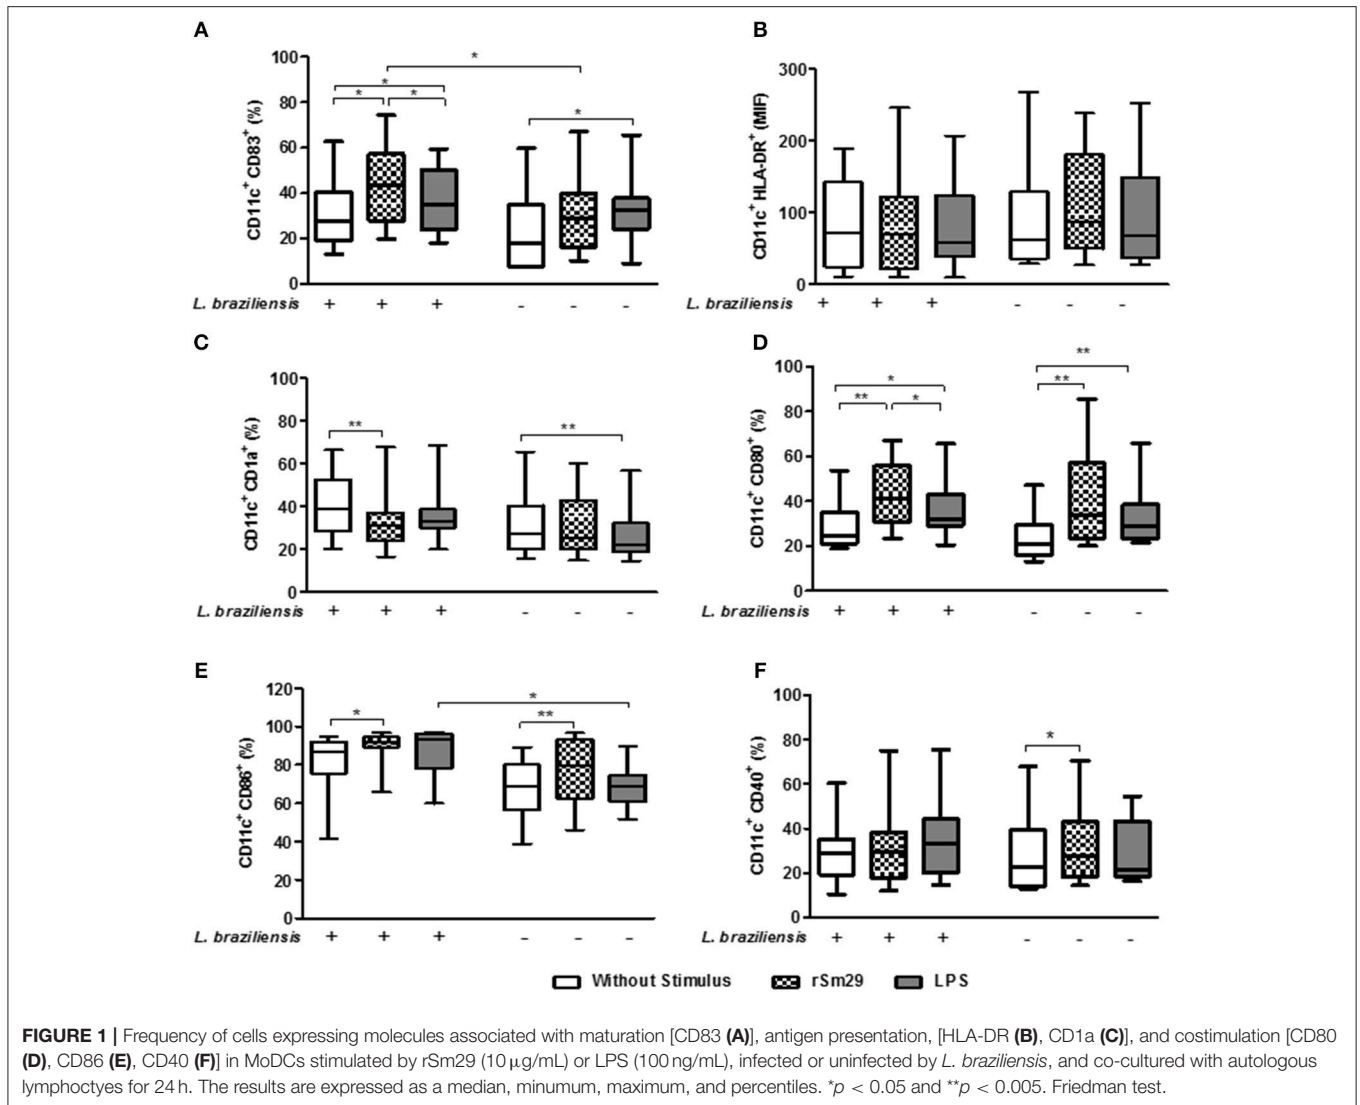 A
CD11c+ CD83+ (%)
100
80
60
40
20
0
*
*
*
*
*
L. braziliensis + + + - - -
B
CD11c+ HLA-DR+ (MIF)
300
200
100
0
+ + + - - -
C
CD11c+ CD1a+ (%)
100
80
60
40
20
0
**
**
L. braziliensis + + + - - -
D
CD11c+ CD80+ (%)
100
80
60
40
20
0
*
**
*
**
**
+ + + - - -
E
CD11c+ CD86+ (%)
120
100
80
60
40
20
0
*
*
**
L. braziliensis + + + - - -
F
CD11c+ CD40+ (%)
100
80
60
40
20
0
*
+ + + - - -
Without Stimulus rSm29 LPS
FIGURE 1 | Frequency of cells expressing molecules associated with maturation [CD83 (A)], antigen presentation, [HLA-DR (B), CD1a (C)], and costimulation [CD80
(D), CD86 (E), CD40 (F)] in MoDCs stimulated by rSm29 (10 μg/mL) or LPS (100 ng/mL), infected or uninfected by L. braziliensis, and co-cultured with autologous
lymphoctyes for 24 h. The results are expressed as a median, minumum, maximum, and percentiles. *p < 0.05 and **p < 0.005. Friedman test.